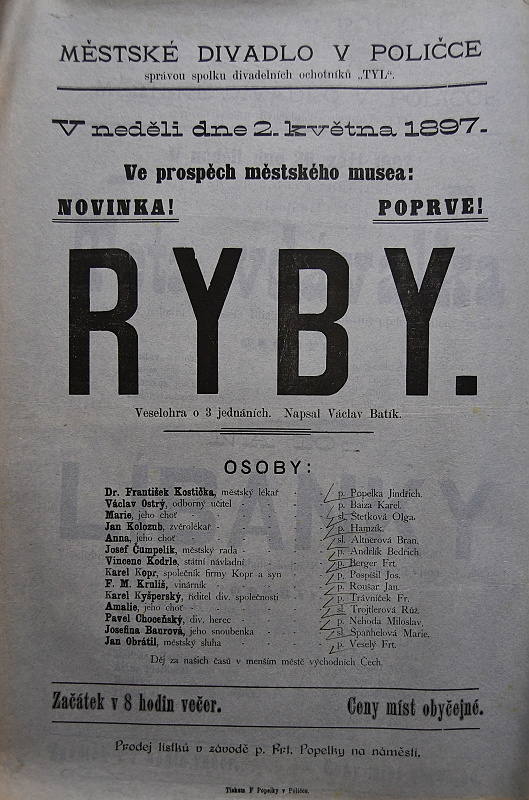 MĚSTSKÉ DIVADLO V POLIČCE
správou spolku divadelních ochotníků „TYL“.
V neděli dne 2. května 1897.
Ve prospěch městského musea:
NOVINKA! POPRVE!
RYBY.
Veselohra o 3 jednáních. Napsal Václav Batík.
OSOBY:
Dr. František Kostička, městský lékař - - p. Popelka Jindřich.
Václav Ostrý, odborný učitel - - - p. Baiza Karel.
Marie, jeho choť - - - - sl. Štetková Olga.
Jan Kolozub, zvěrolékař - - - - p. Hamzík.
Anna, jeho choť - - - - sl. Altnerová Bran.
Josef Čumpelík, městský rada - - - p. Andělík Bedřich.
Vincenc Kodrle, státní návladní - - - p. Berger Frt.
Karel Kopr, společník firmy Kopr a syn - - p. Pospíšil Jos.
F. M. Kruliš, vinárník - - - - p. Roušar Jan.
Karel Kyšperský, řiditel div. společnosti - - p. Trávníček Fr.
Amalie, jeho choť - - - - sl. Trojtlerová Růž.
Pavel Choceňský, div. herec - - - p. Nehoda Miloslav.
Josefina Baurová, jeho snoubenka - - - sl. Španhelová Marie.
Jan Obrátil, městský sluha - - - p. Veselý Frt.
Děj za našich časů v menším městě východních Čech.
Začátek v 8 hodin večer. Ceny míst obyčejné.
Prodej lístků v závodě p. Frt. Popelky na náměstí.
Tiskem F Popelky v Poličce.